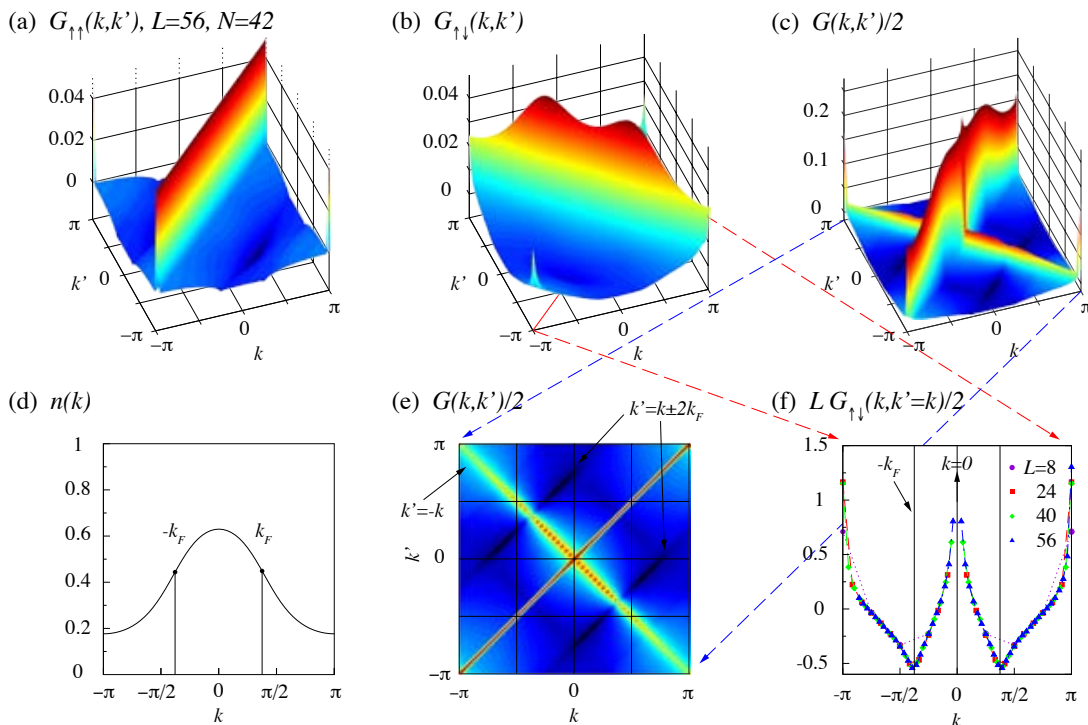 (a) G↑↑(k,k’), L=56, N=42
0.04
0.02
0
π
k’
0
−π
−π
0
π
k
(b) G↑↓(k,k’)
0.04
0.02
0
π
k’
0
−π
−π
0
π
k
(c) G(k,k’)/2
0.2
0.1
0.1
0
π
k’
0
−π
−π
0
π
k
(d) n(k)
1
0.8
0.6
0.4
0.2
0
-kF
kF
−π
−π/2
0
π/2
π
k
(e) G(k,k’)/2
k’=k±2kF
k’=-k
π
k’
0
−π
−π
0
π
k
(f) L G↑↓(k,k’=k)/2
1.5
1
0.5
0
-0.5
-kF
k=0
L=8
24
40
56
-π
−π/2
0
π/2
π
k